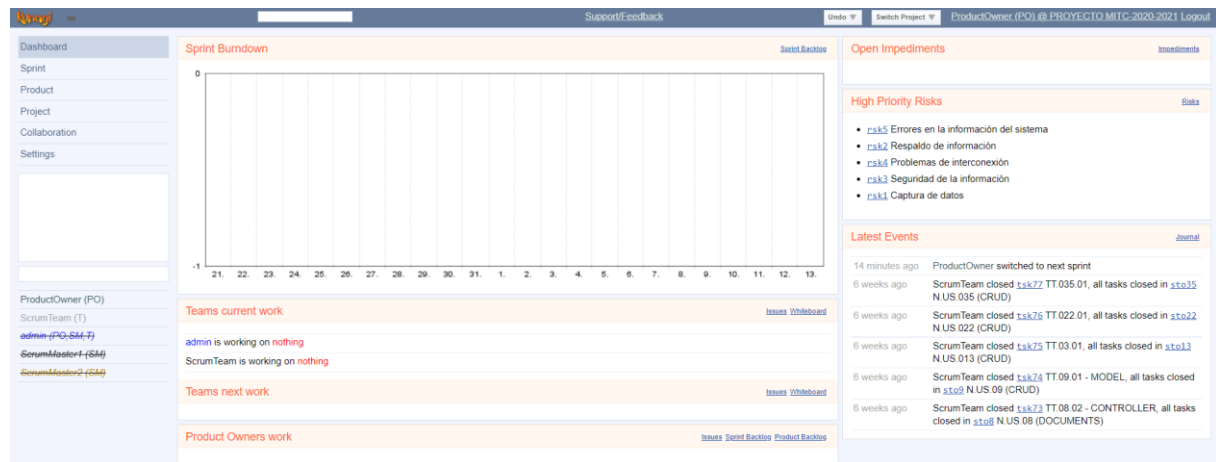 Kunagi
Support/Feedback
Undo
Switch Project
ProductOwner (PO) @ PROYECTO MITC-2020-2021 Logout
Dashboard
Sprint
Product
Project
Collaboration
Settings
ProductOwner (PO)
ScrumTeam (T)
admin (PO,SM,T)
ScrumMaster1 (SM)
ScrumMaster2 (SM)
Sprint Burndown
Sprint Backlog
0
-1
21. 22. 23. 24. 25. 26. 27. 28. 29. 30. 31. 1. 2. 3. 4. 5. 6. 7. 8. 9. 10. 11. 12. 13.
Teams current work
Issues Whiteboard
admin is working on nothing
ScrumTeam is working on nothing
Teams next work
Issues Whiteboard
Product Owners work
Issues Sprint Backlog Product Backlog
Open Impediments
Impediments
High Priority Risks
Risks
rsk5 Errores en la información del sistema
rsk2 Respaldo de información
rsk4 Problemas de interconexión
rsk3 Seguridad de la información
rsk1 Captura de datos
Latest Events
Journal
14 minutes ago ProductOwner switched to next sprint
6 weeks ago ScrumTeam closed tsk77 TT.035.01, all tasks closed in sto35
N.US.035 (CRUD)
6 weeks ago ScrumTeam closed tsk76 TT.022.01, all tasks closed in sto22
N.US.022 (CRUD)
6 weeks ago ScrumTeam closed tsk75 TT.03.01, all tasks closed in sto13
N.US.013 (CRUD)
6 weeks ago ScrumTeam closed tsk74 TT.09.01 - MODEL, all tasks closed
in sto9 N.US.09 (CRUD)
6 weeks ago ScrumTeam closed tsk73 TT.08.02 - CONTROLLER, all tasks
closed in sto8 N.US.08 (DOCUMENTS)